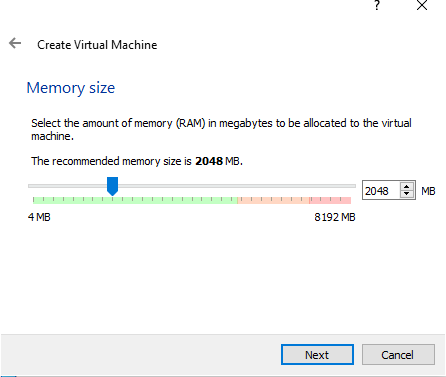 ?
Create Virtual Machine
Memory size
Select the amount of memory (RAM) in megabytes to be allocated to the virtual
machine.
The recommended memory size is 2048 MB.
2048 MB
4 MB 8192 MB
Next Cancel